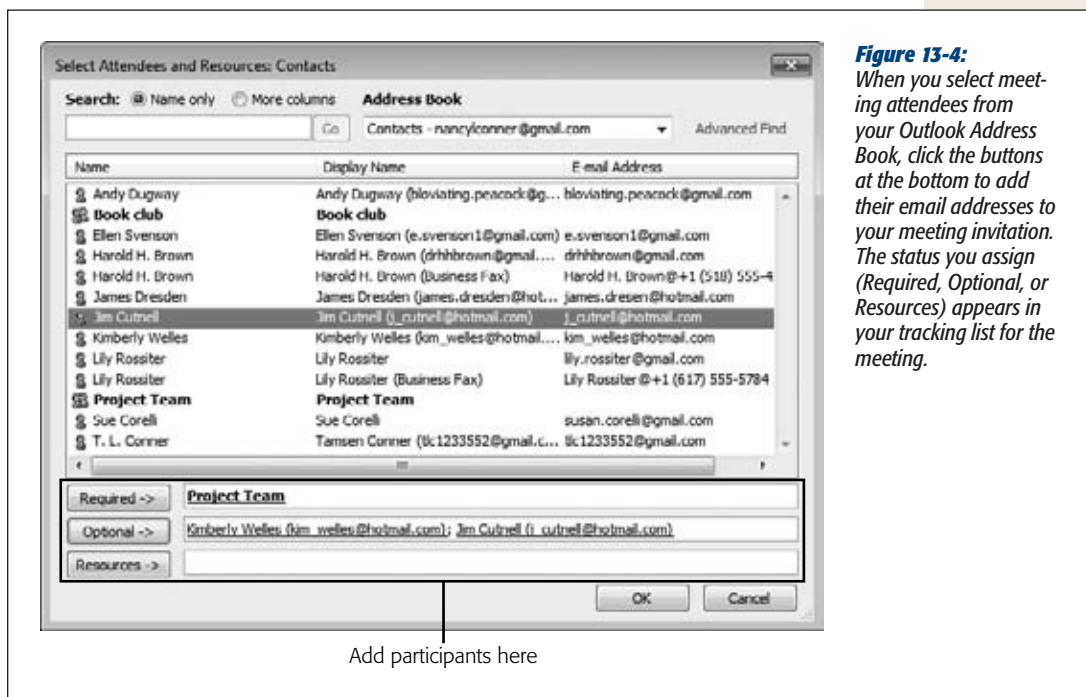 Select Attendees and Resources: Contacts
Search: Name only More columns Address Book
Go Contacts - nancylconner@gmail.com Advanced Find
Name Display Name E-mail Address
Andy Dugway Andy Dugway (bloviating.peacock@g... bloviating.peacock@gmail.com
Book club Book club
Ellen Svenson Ellen Svenson (e.svenson1@gmail.com) e.svenson1@gmail.com
Harold H. Brown Harold H. Brown (drhhbrown@gmail.... drhhbrown@gmail.com
Harold H. Brown Harold H. Brown (Business Fax) Harold H. Brown@+1 (518) 555-4
James Dresden James Dresden (james.dresden@hot... james.dresen@hotmail.com
Jim Cutnell Jim Cutnell (j_cutnell@hotmail.com) j_cutnell@hotmail.com
Kimberly Welles Kimberly Welles (kim_welles@hotmail.... kim_welles@hotmail.com
Lily Rossiter Lily Rossiter lily.rossiter@gmail.com
Lily Rossiter Lily Rossiter (Business Fax) Lily Rossiter@+1 (617) 555-5784
Project Team Project Team
Sue Corelli Sue Corelli susan.corelli@gmail.com
T. L. Conner Tamsen Conner (tlc1233552@gmail.c... tlc1233552@gmail.com
Required -> Project Team
Optional -> Kimberly Welles (kim_welles@hotmail.com); Jim Cutnell (j_cutnell@hotmail.com)
Resources ->
OK Cancel
Add participants here
Figure 13-4:
When you select meet-
ing attendees from
your Outlook Address
Book, click the buttons
at the bottom to add
their email addresses to
your meeting invitation.
The status you assign
(Required, Optional, or
Resources) appears in
your tracking list for the
meeting.